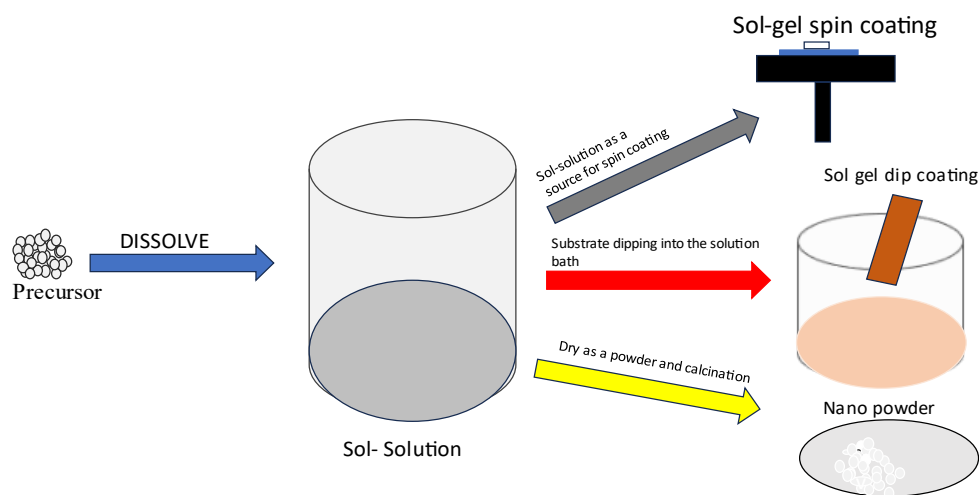 Sol-gel spin coating
Sol-solution as a
source for spin coating
Sol gel dip coating
DISSOLVE
Substrate dipping into the solution
bath
Precursor
Dry as a powder and calcination
Nano powder
Sol- Solution